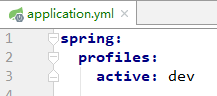 application.yml
1 spring:
2   profiles:
3     active: dev